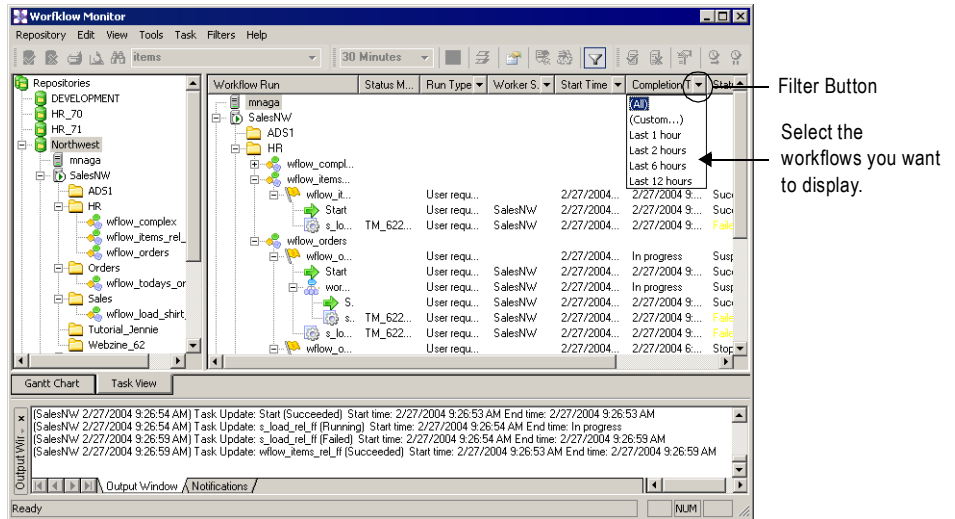 Worfklow Monitor
Repository Edit View Tools Task Filters Help
items 30 Minutes
Repositories
DEVELOPMENT
HR_70
HR_71
Northwest
mnaga
SalesNW
ADS1
HR
wflow_complex
wflow_items_rel_
wflow_orders
Orders
wflow_todays_or
Sales
wflow_load_shirt_
Tutorial_Jennie
Webzine_62
Workflow Run Status M... Run Type Worker S. Start Time Completion T Statu
mnaga
SalesNW
ADS1
HR
wflow_compl...
wflow_items...
wflow_it... User requ... 2/27/2004... 2/27/2004 9:... Succ
Start User requ... SalesNW 2/27/2004... 2/27/2004 9:... Succ
s_lo... TM_622... User requ... SalesNW 2/27/2004... 2/27/2004 9:... Faile
wflow_orders
wflow_o... User requ... 2/27/2004... In progress Susp
Start User requ... SalesNW 2/27/2004... 2/27/2004 9:... Succ
wor... User requ... SalesNW 2/27/2004... In progress Susp
S. User requ... SalesNW 2/27/2004... 2/27/2004 9:... Succ
s.. TM_622... User requ... SalesNW 2/27/2004... 2/27/2004 9:... Faile
s_lo... TM_622... User requ... SalesNW 2/27/2004... 2/27/2004 9:... Faile
wflow_o... User requ... 2/27/2004... 2/27/2004 6:... Stop
(All)
(Custom...)
Last 1 hour
Last 2 hours
Last 6 hours
Last 12 hours
Filter Button
Select the
workflows you want
to display.
Gantt Chart Task View
(SalesNW 2/27/2004 9:26:54 AM) Task Update: Start (Succeeded) Start time: 2/27/2004 9:26:53 AM End time: 2/27/2004 9:26:53 AM
(SalesNW 2/27/2004 9:26:54 AM) Task Update: s_load_rel_ff (Running) Start time: 2/27/2004 9:26:54 AM End time: In progress
(SalesNW 2/27/2004 9:26:59 AM) Task Update: s_load_rel_ff (Failed) Start time: 2/27/2004 9:26:54 AM End time: 2/27/2004 9:26:59 AM
(SalesNW 2/27/2004 9:26:59 AM) Task Update: wflow_items_rel_ff (Succeeded) Start time: 2/27/2004 9:26:53 AM End time: 2/27/2004 9:26:59 AM
Output Wir
Output Window Notifications
Ready NUM